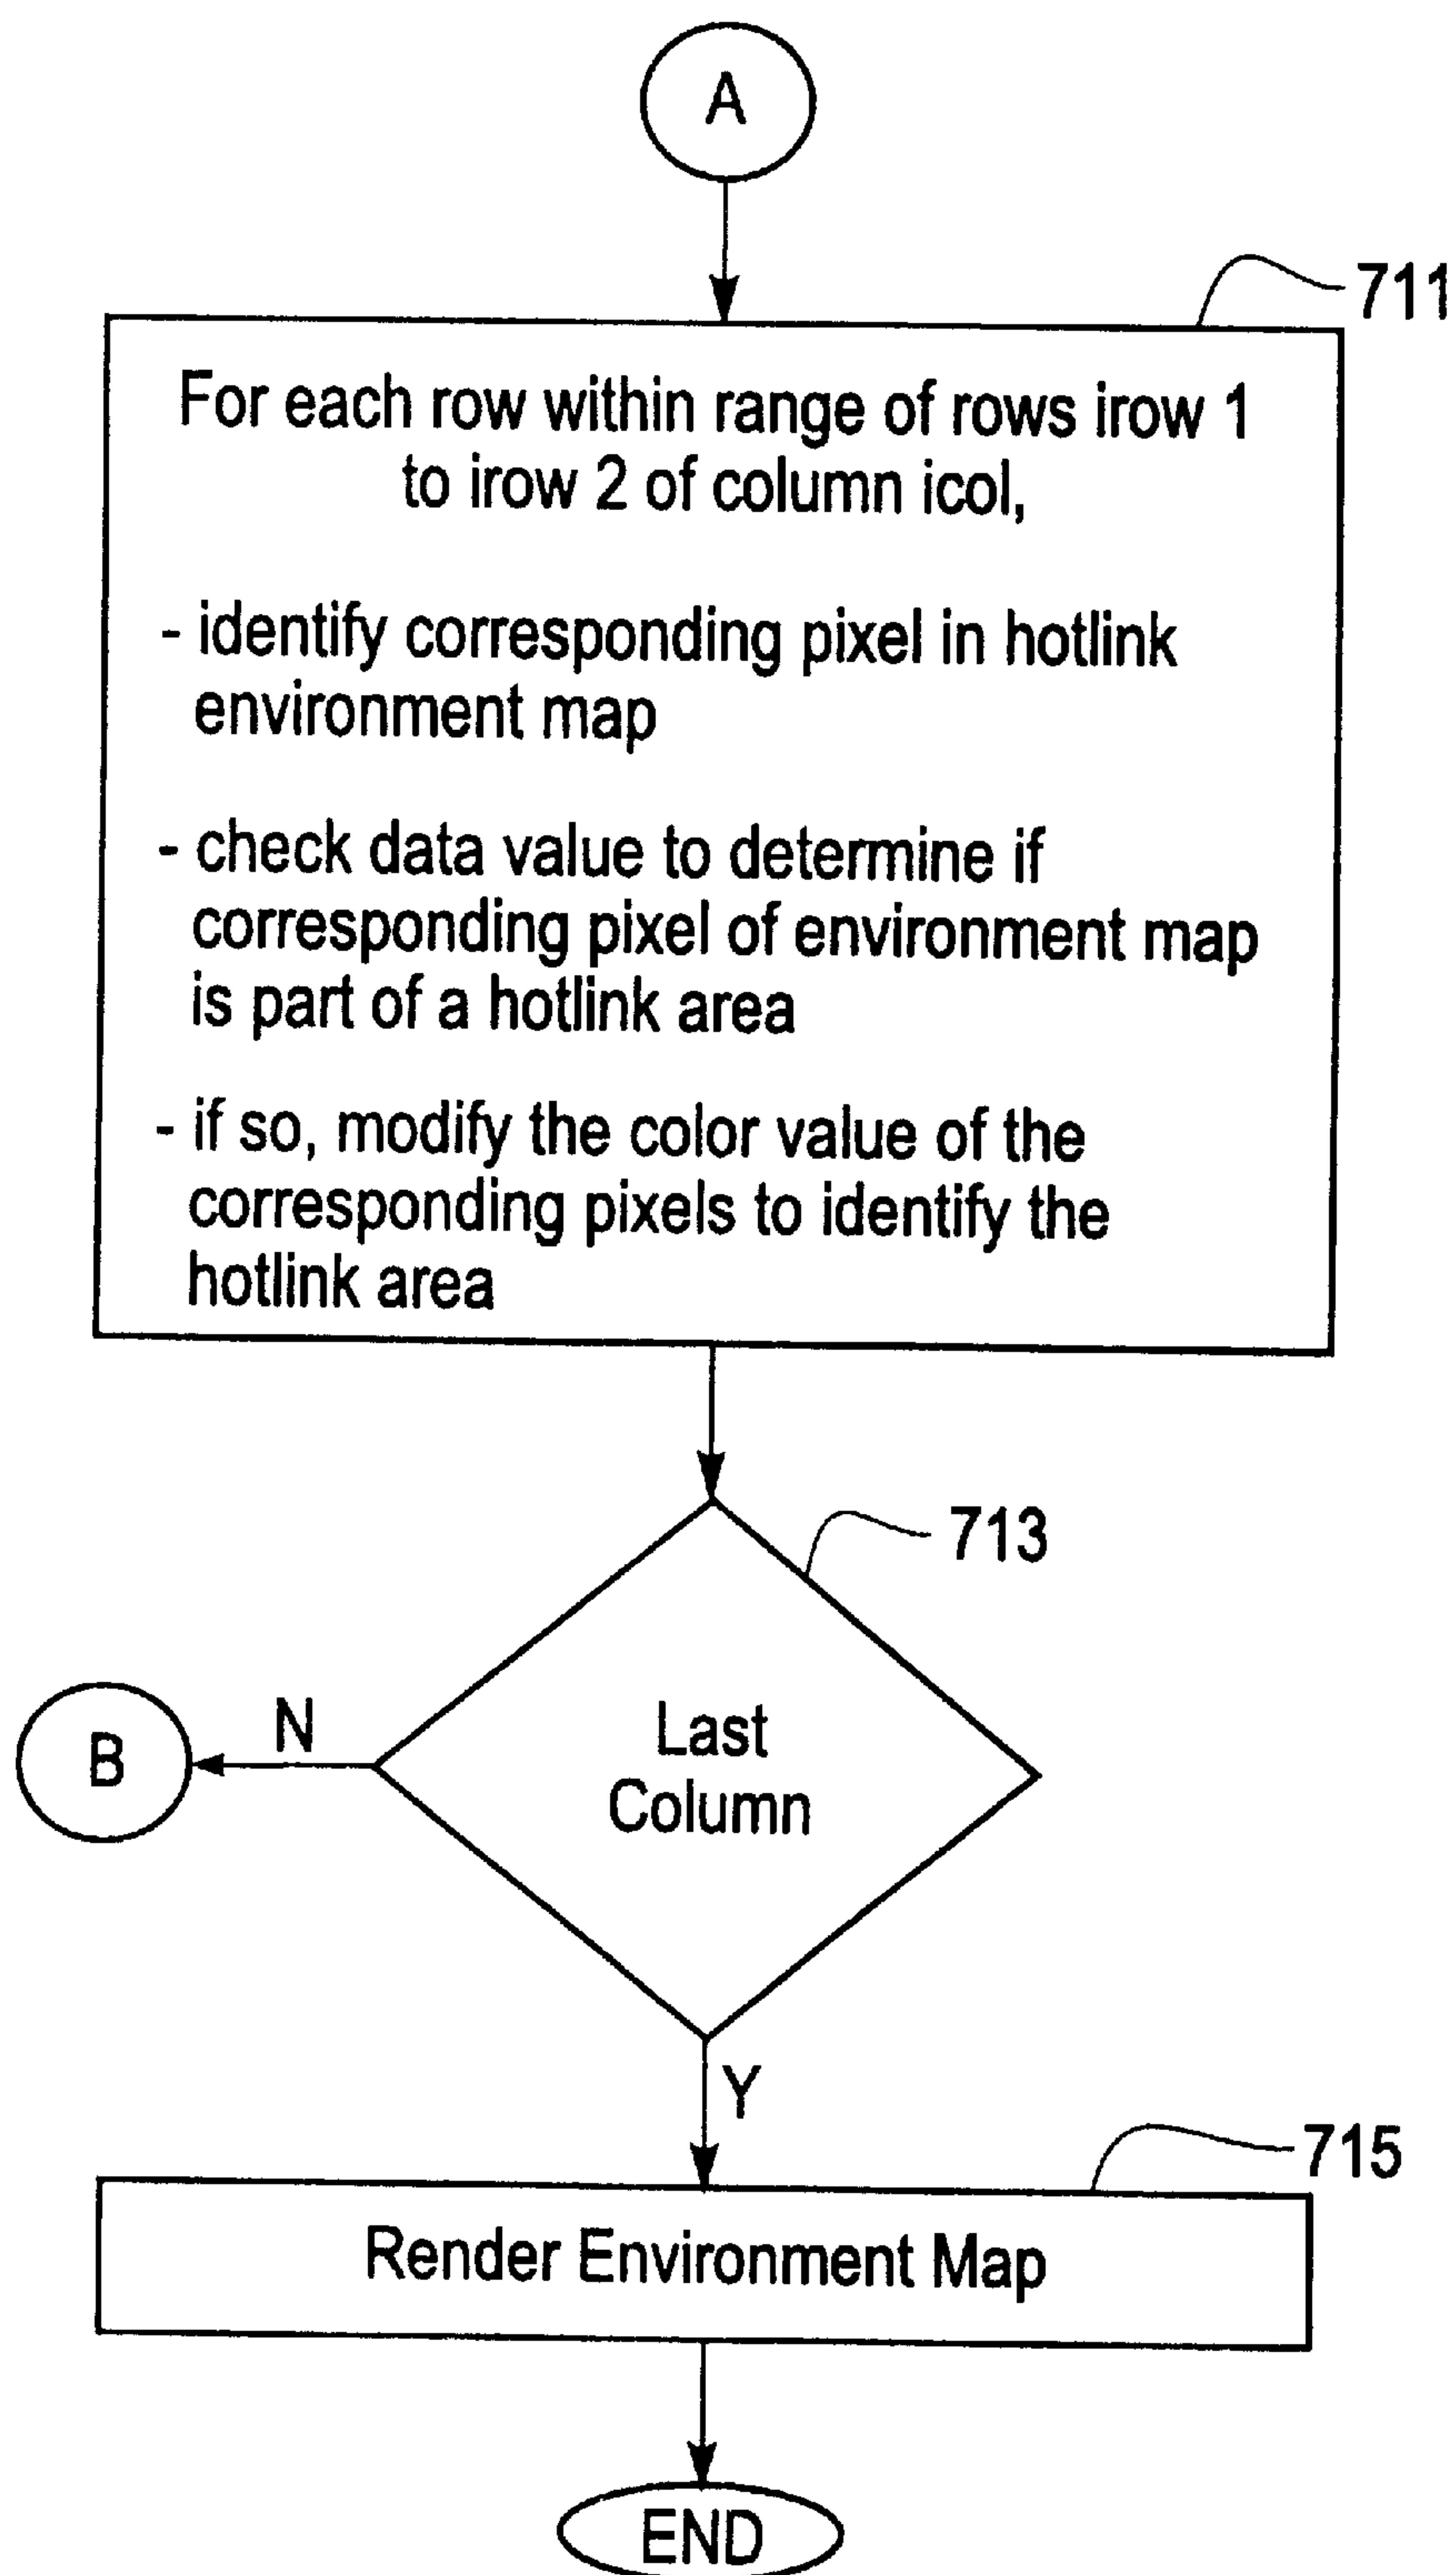 A
711
For each row within range of rows irow 1
to irow 2 of column icol,
- identify corresponding pixel in hotlink
environment map
- check data value to determine if
corresponding pixel of environment map
is part of a hotlink area
- if so, modify the color value of the
corresponding pixels to identify the
hotlink area
713
B
N
Last
Column
Y
715
Render Environment Map
END